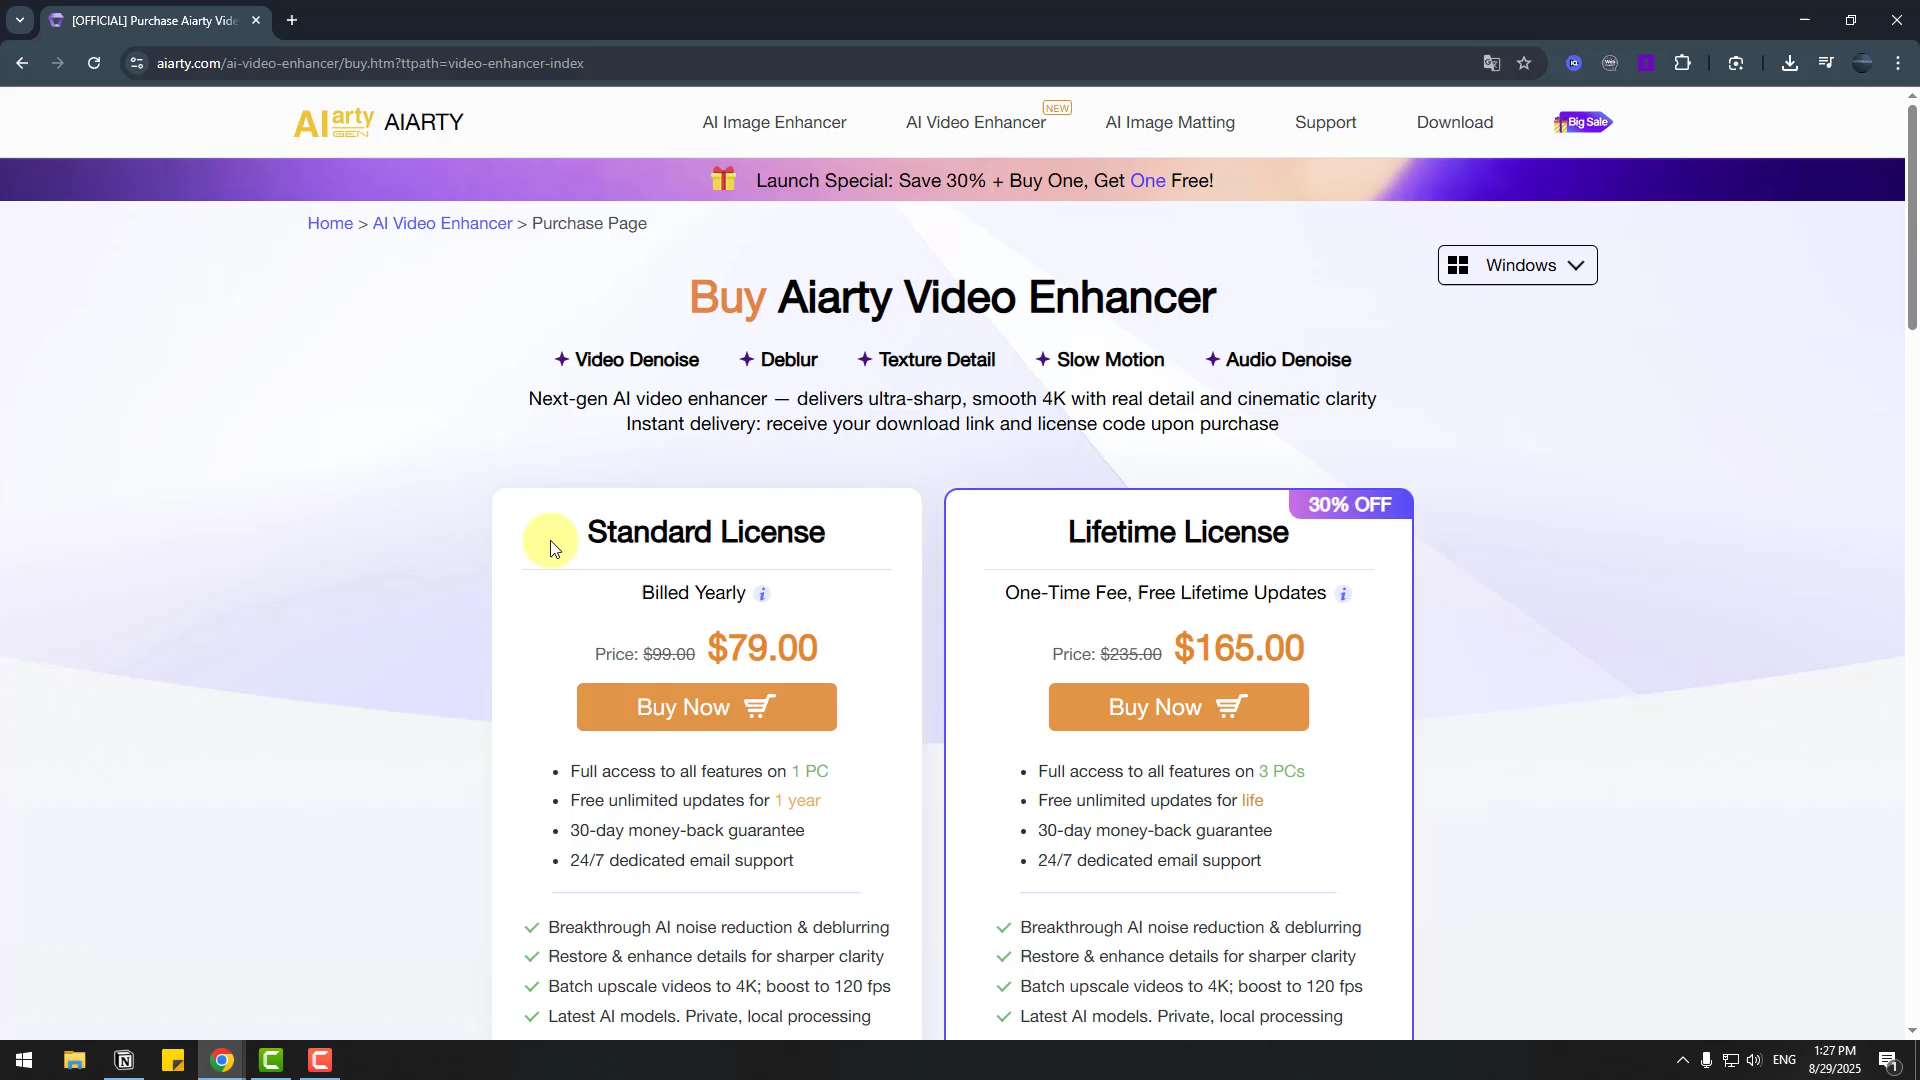 [OFFICIAL] Purchase Aiarty Vide
aiarty.com/ai-video-enhancer/buy.htm?ttpath=video-enhancer-index
AIarty GEN AIARTY
AI Image Enhancer
AI Video Enhancer
NEW
AI Image Matting
Support
Download
Big Sale
Launch Special: Save 30% + Buy One, Get One Free!
Home > AI Video Enhancer > Purchase Page
Windows
Buy Aiarty Video Enhancer
Video Denoise Deblur Texture Detail Slow Motion Audio Denoise
Next-gen AI video enhancer — delivers ultra-sharp, smooth 4K with real detail and cinematic clarity
Instant delivery: receive your download link and license code upon purchase
Standard License
Billed Yearly i
Price: $99.00 $79.00
Buy Now
• Full access to all features on 1 PC
• Free unlimited updates for 1 year
• 30-day money-back guarantee
• 24/7 dedicated email support
Breakthrough AI noise reduction & deblurring
Restore & enhance details for sharper clarity
Batch upscale videos to 4K; boost to 120 fps
Latest AI models. Private, local processing
30% OFF
Lifetime License
One-Time Fee, Free Lifetime Updates i
Price: $235.00 $165.00
Buy Now
• Full access to all features on 3 PCs
• Free unlimited updates for life
• 30-day money-back guarantee
• 24/7 dedicated email support
Breakthrough AI noise reduction & deblurring
Restore & enhance details for sharper clarity
Batch upscale videos to 4K; boost to 120 fps
Latest AI models. Private, local processing
ENG
1:27 PM
8/29/2025
1